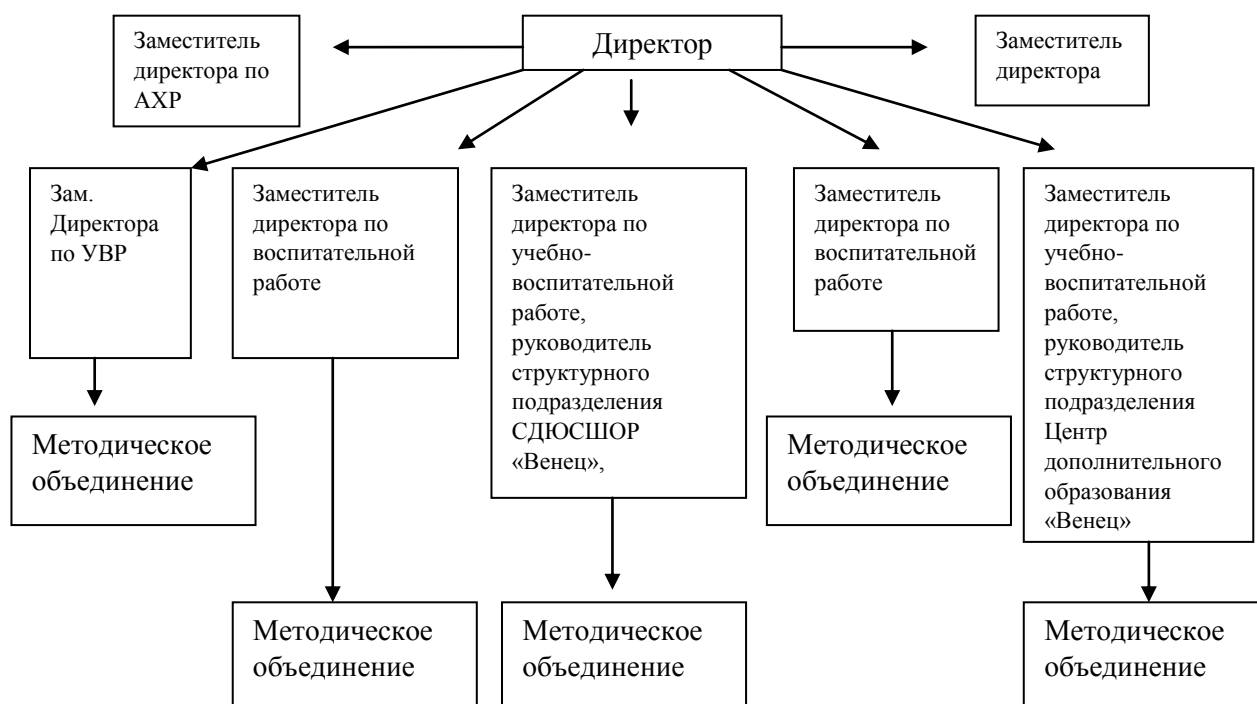 Заместитель
директора по
АХР
Директор
Заместитель
директора
Зам.
Директора
по УВР
Заместитель
директора по
воспитательной
работе
Заместитель
директора по
учебно-
воспитательной
работе,
руководитель
структурного
подразделения
СДЮСШОР
«Венец»,
Заместитель
директора по
воспитательной
работе
Заместитель
директора по
учебно-
воспитательной
работе,
руководитель
структурного
подразделения
Центр
дополнительного
образования
«Венец»
Методическое
объединение
Методическое
объединение
Методическое
объединение
Методическое
объединение
Методическое
объединение